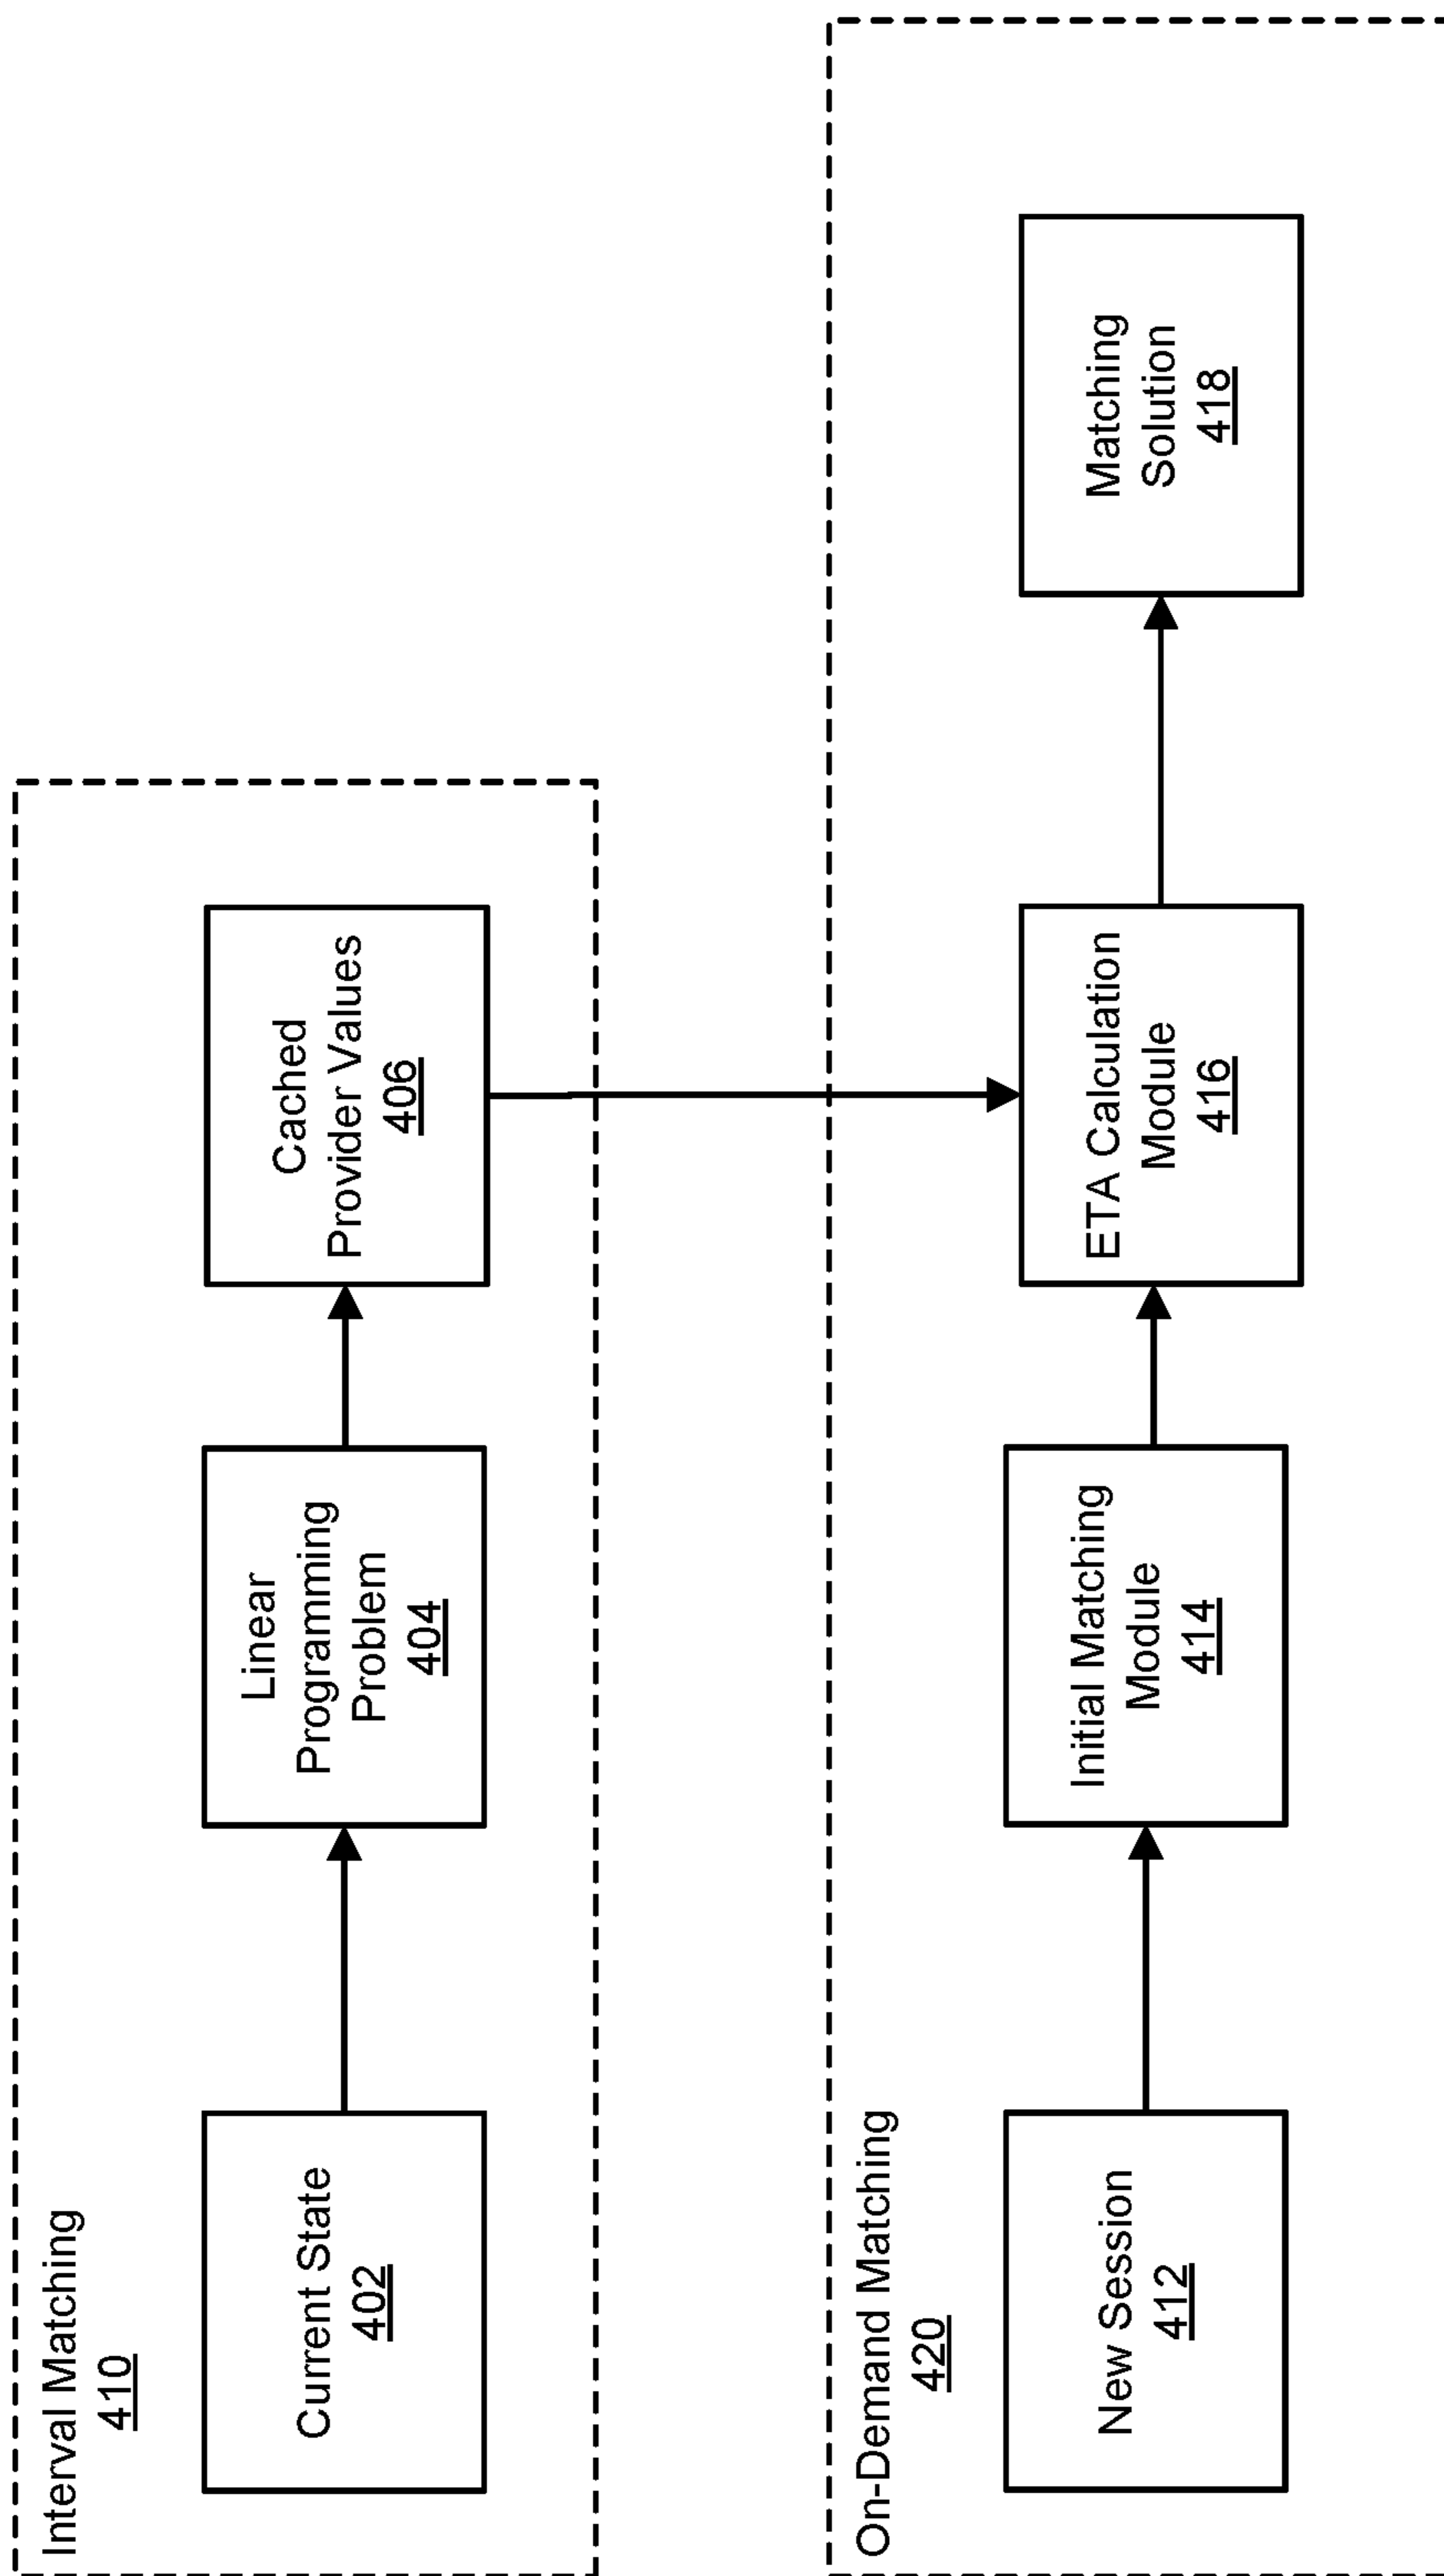 Interval Matching
410
Current State
402
Linear
Programming
Problem
404
Cached
Provider Values
406
On-Demand Matching
420
New Session
412
Initial Matching
Module
414
ETA Calculation
Module
416
Matching
Solution
418